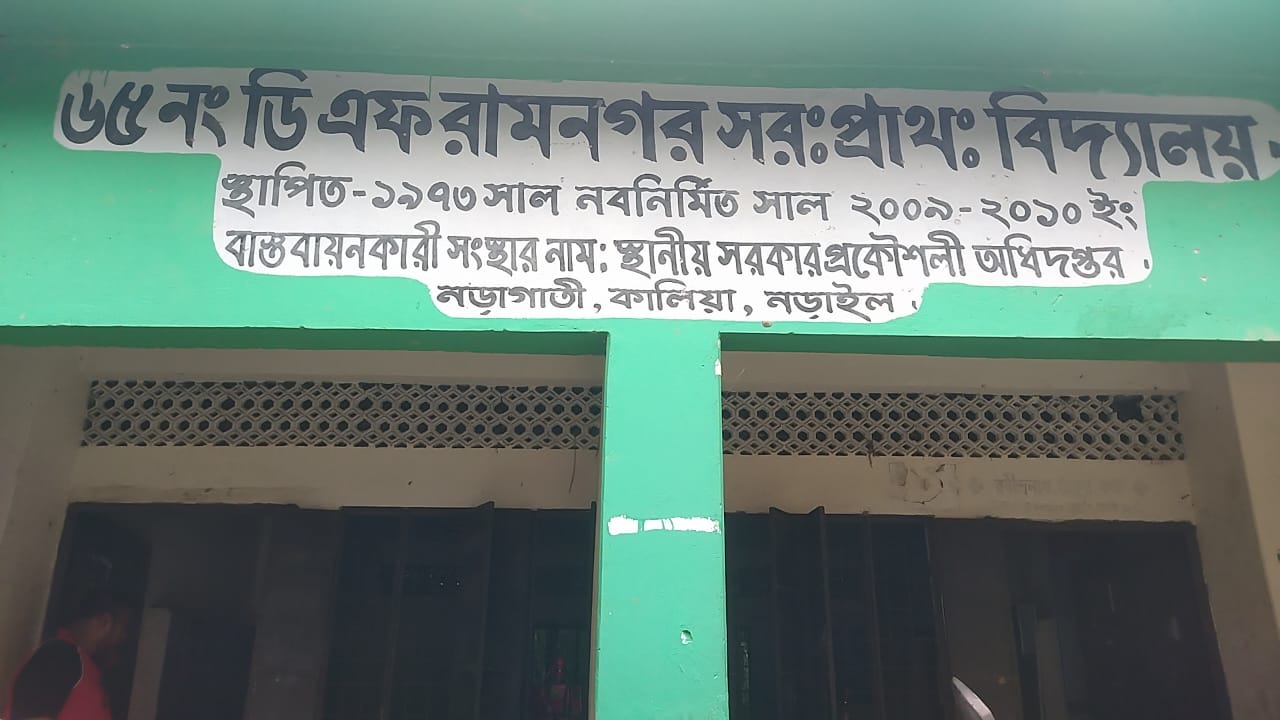 ৬৫ নং ডি এফ রামনগর সরঃ প্রাথঃ বিদ্যালয়.
স্থাপিত-১৯৭৩ সাল নবনির্মিত সাল ২০০৯-২০১০ ইং
বাস্তবায়নকারী সংস্থার নাম: স্থানীয় সরকার প্রকৌশলী অধিদপ্তর.
নড়াগাতী, কালিয়া, নড়াইল.